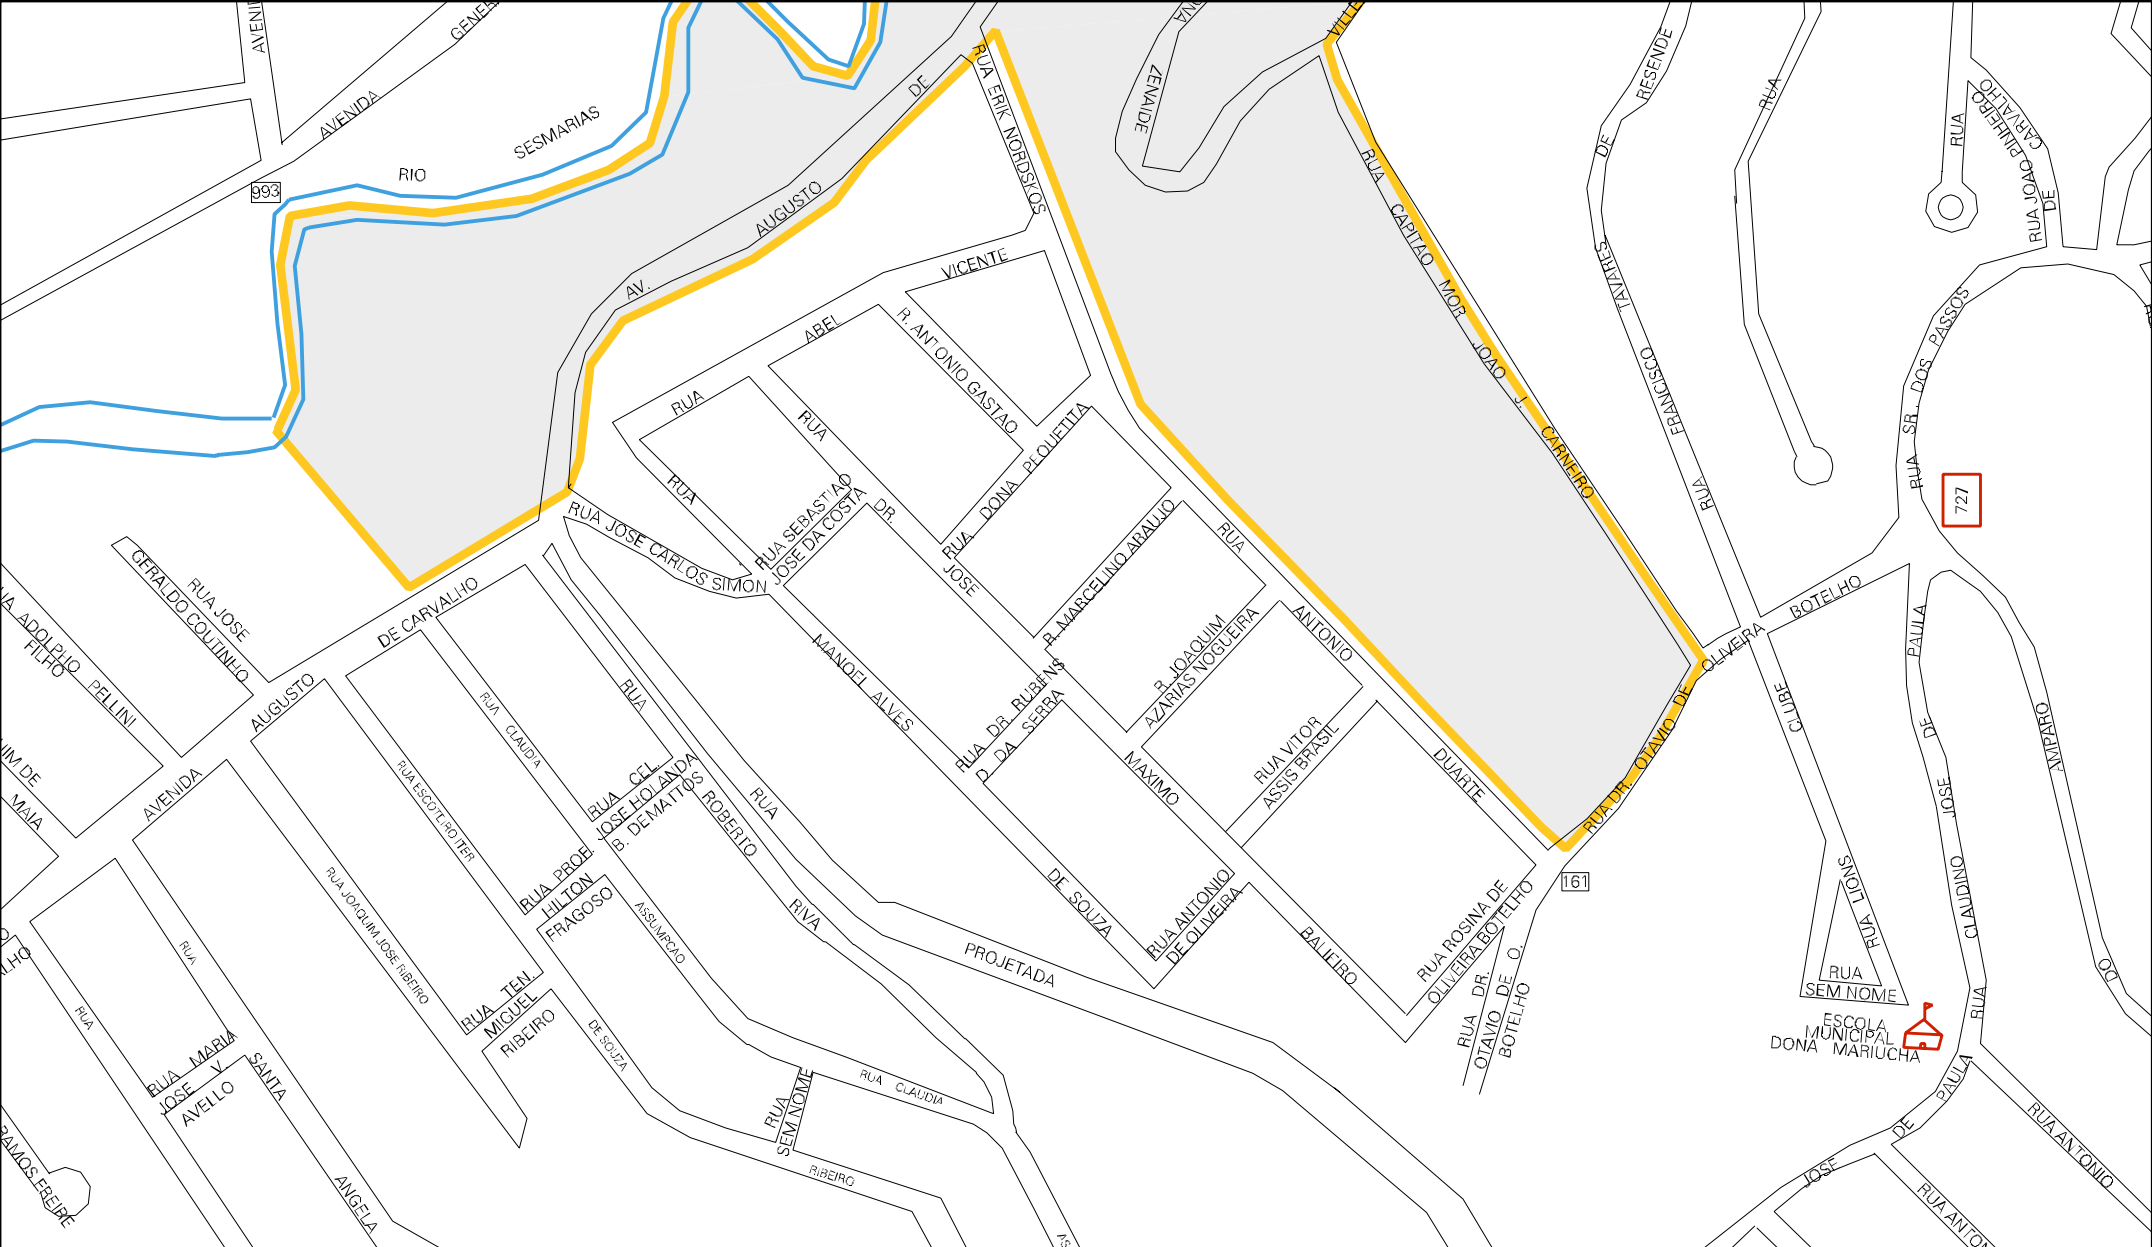 AVENIDA
GENER
RIO
SESMARIAS
993
AV.
AUGUSTO
DE
RUA ERIK NORDSKOS
ZENAIDE
RUA
CAPITAO
MOR
JOAO
J.
CARNEIRO
RESENDE
DE
TAVARES
FRANCISCO
RUA
RUA
RUA
RUA JOAO PINHEIRO
DE
CARVALHO
RUA SR. DOS PASSOS
727
RUA
ABEL
VICENTE
R. ANTONIO GASTAO
RUA DONA PEQUETITA
RUA
DR.
JOSE
RUBENS
MAXIMO
BALIEIRO
RUA
MANOEL ALVES
DE SOUZA
RUA SEBASTIAO
JOSE DA COSTA
RUA JOSE CARLOS SIMON
R. MARCELINO ARAUJO
R. JOAQUIM
AZARIAS NOGUEIRA
RUA DR.
D DA SERRA
RUA VITOR
ASSIS BRASIL
RUA
ANTONIO
DUARTE
RUA ANTONIO
DE OLIVEIRA
RUA ROSINA DE
OLIVEIRA BOTELHO
RUA DR. OTAVIO DE
OLIVEIRA
BOTELHO
161
RUA DR.
OTAVIO DE O.
BOTELHO
CLUBE
RUA LIONS
RUA
SEM NOME
ESCOLA
MUNICIPAL
DONA MARIUCHA
PAULA
DE
JOSE
CLAUDINO
RUA
AMPARO
DO
PAULA
DE
JOSE
RUA ANTONIO
RUA ANTON
RUA JOSE
GERALDO COUTINHO
UA ADOLPHO PELLINI
FILHO
UIM DE
MAIA
AVENIDA
AUGUSTO
DE CARVALHO
RUA
CLAUDIA
ASSUMPCAO
RUA
ROBERTO
RIVA
RUA
PROJETADA
RUA CEL.
JOSE HOLANDA
B. DEMATTOS
RUA PROF.
HILTON
FRAGOSO
RUA ESCOTEIRO ITER
DE SOUZA
RIBEIRO
RUA JOAQUIM JOSE RIBEIRO
RUA TEN.
MIGUEL
RIBEIRO
RUA CLAUDIA
RUA
SEM NOME
RUA
SANTA
ANGELA
RUA MARIA
JOSE V.
AVELLO
RUA
RAMOS FREIRE